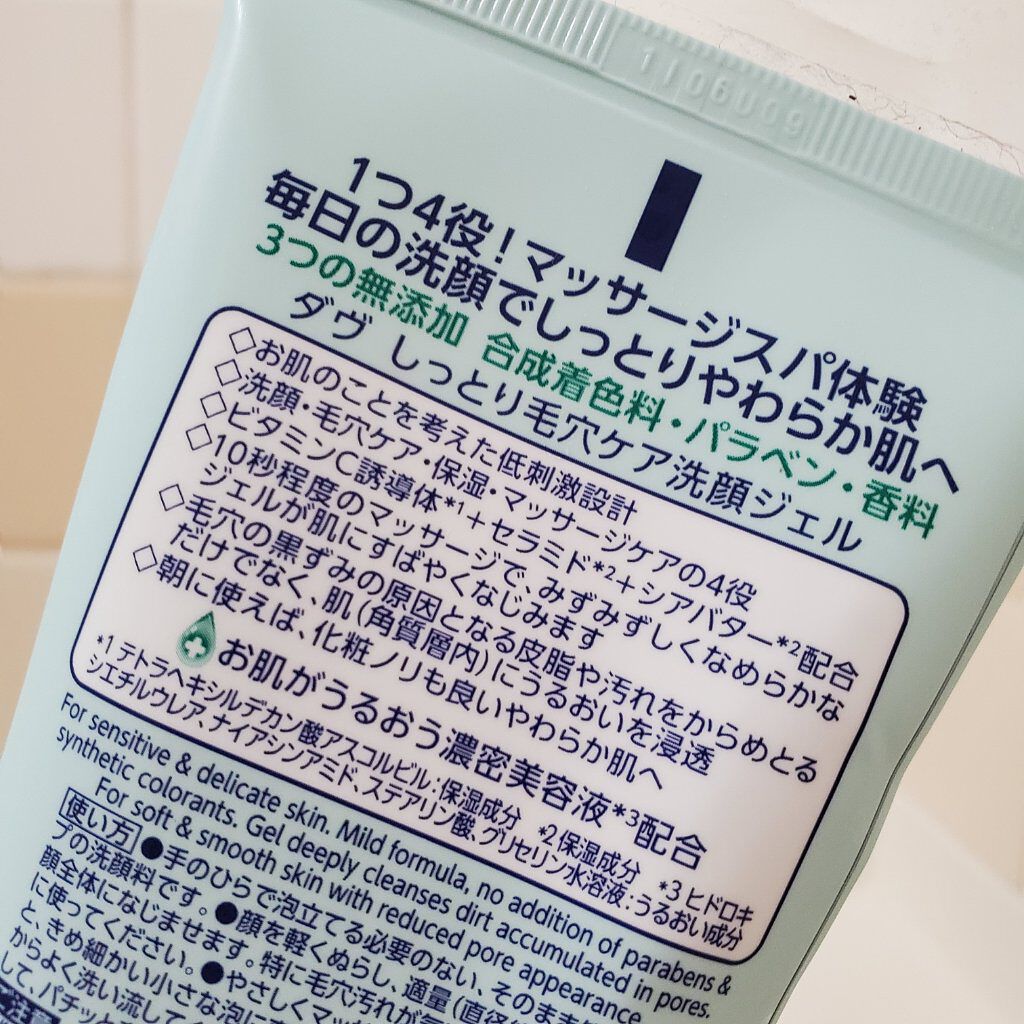 1つ4役!マッサージスパ体験
毎日の洗顔でしっとりやわらか肌へ
3つの無添加 合成着色料・パラベン・香料
ダヴ しっとり毛穴ケア洗顔ジェル
◇お肌のことを考えた低刺激設計
◇洗顔・毛穴ケア・保湿・マッサージケアの4役
◇ビタミンC誘導体*1+セラミド*2+シアバター*2配合
◇10秒程度のマッサージで、みずみずしくなめらかな
ジェルが肌にすばやくなじみます
◇毛穴の黒ずみの原因となる皮脂や汚れをからめとる
だけでなく、肌(角質層内)にうるおいを浸透
◇朝に使えば、化粧ノリも良いやわらか肌へ
お肌がうるおう濃密美容液*3配合
*1 テトラヘキシルデカン酸アスコルビル:保湿成分 *2 保湿成分 *3 ヒドロキ
シエチルウレア、ナイアシンアミド、ステアリン酸、グリセリン水溶液:うるおい成分
For sensitive & delicate skin. Mild formula, no addition of parabens &
synthetic colorants. Gel deeply cleanses dirt accumulated in pores.
For soft & smooth skin with reduced pore appearance
使い方 ●手のひらで泡立てる必要のない、そのまま
プの洗顔料です。●顔を軽くぬらし、適量(直径
顔全体になじませます。特に毛穴汚れが
に使ってください。●やさしくマッ
と、きめ細かい小さな泡に
からよく洗い流して
して、パチッと